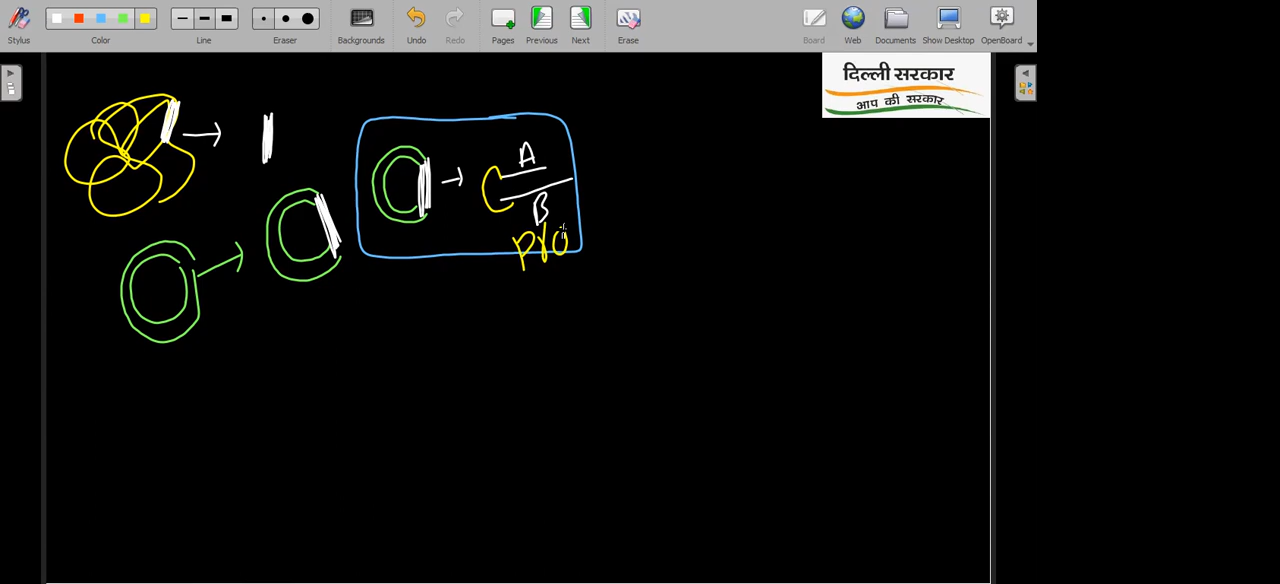 Stylus
Color
Line
Eraser
Backgrounds
Undo
Redo
Pages
Previous
Next
Erase
Board
Web
Documents
Show Desktop
OpenBoard
दिल्ली सरकार
आप की सरकार
A
B
pro